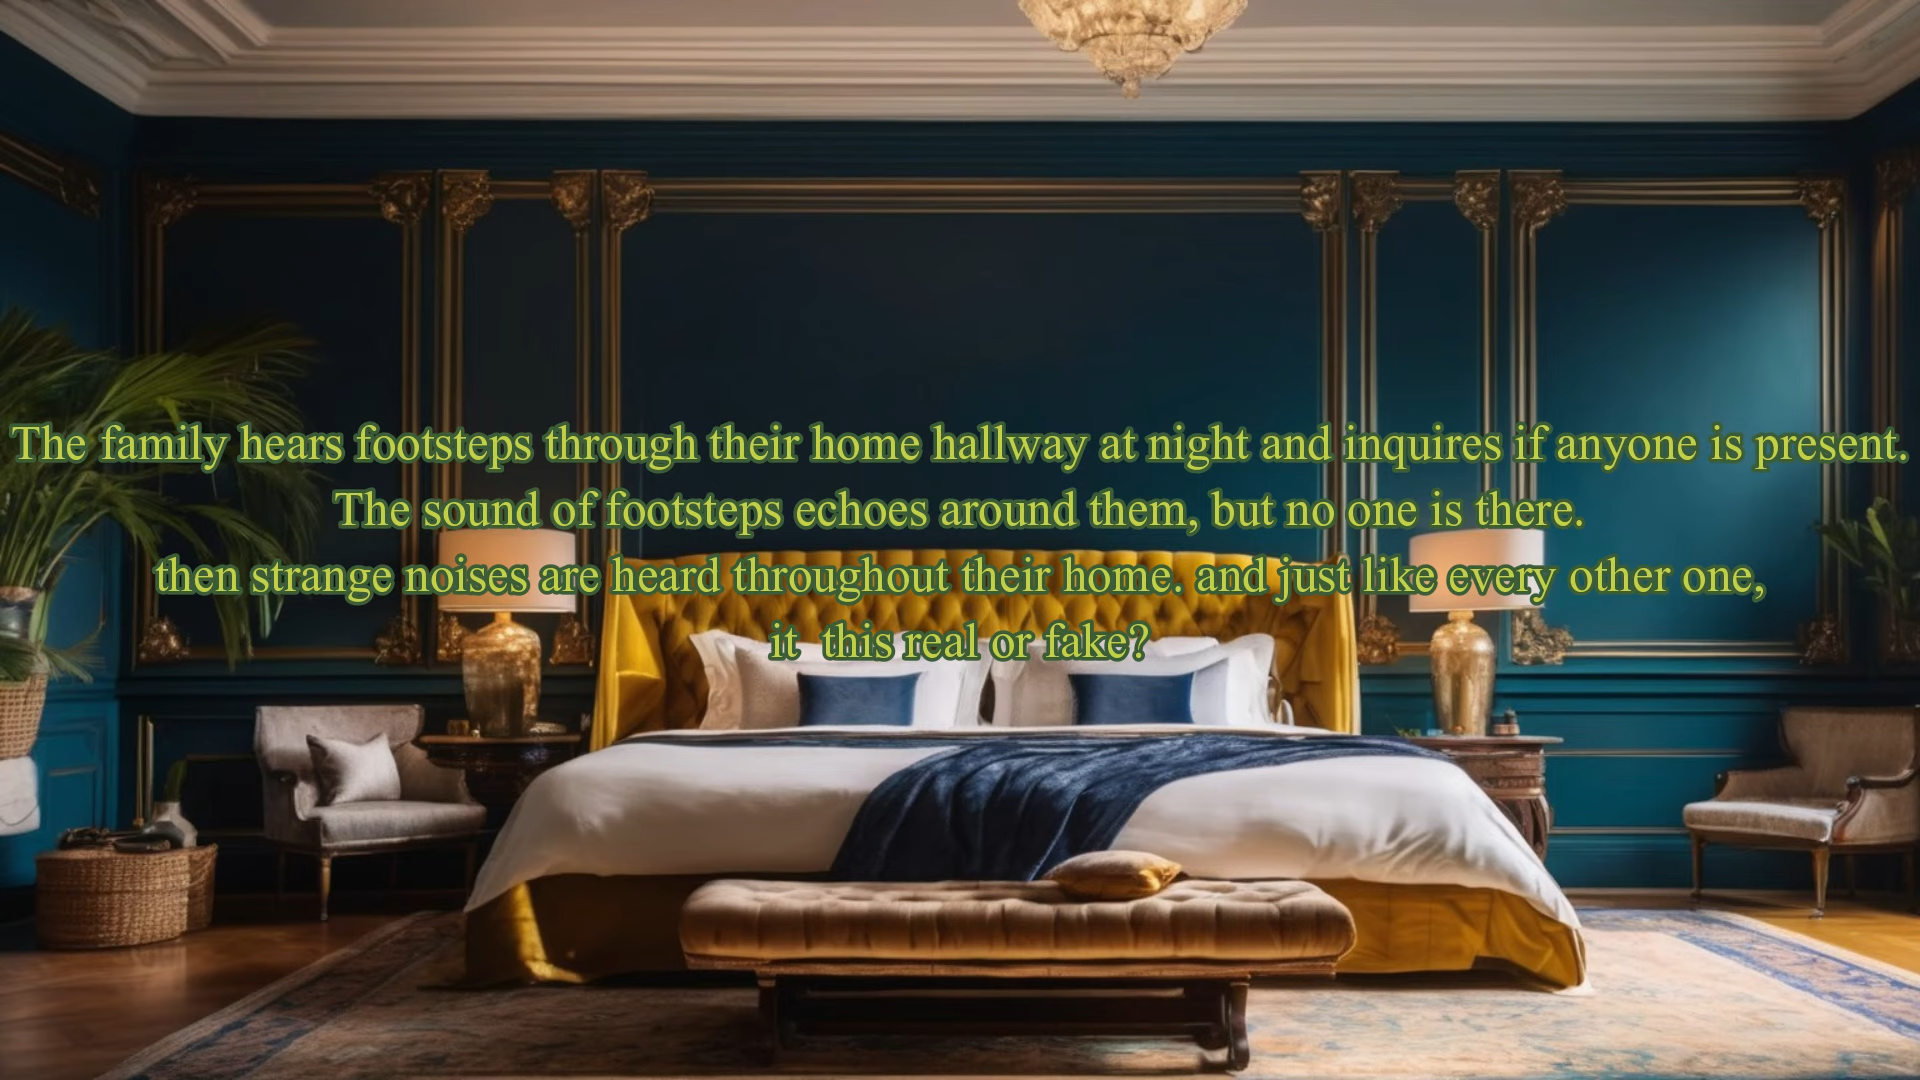 The family hears footsteps through their home hallway at night and inquires if anyone is present.
The sound of footsteps echoes around them, but no one is there.
then strange noises are heard throughout their home. and just like every other one,
it  this real or fake?